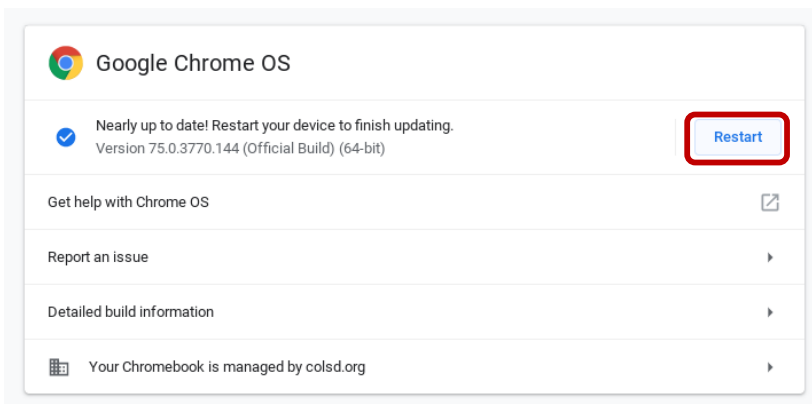 Google Chrome OS
Nearly up to date! Restart your device to finish updating.
Version 75.0.3770.144 (Official Build) (64-bit)
Restart
Get help with Chrome OS
Report an issue
Detailed build information
Your Chromebook is managed by colsd.org